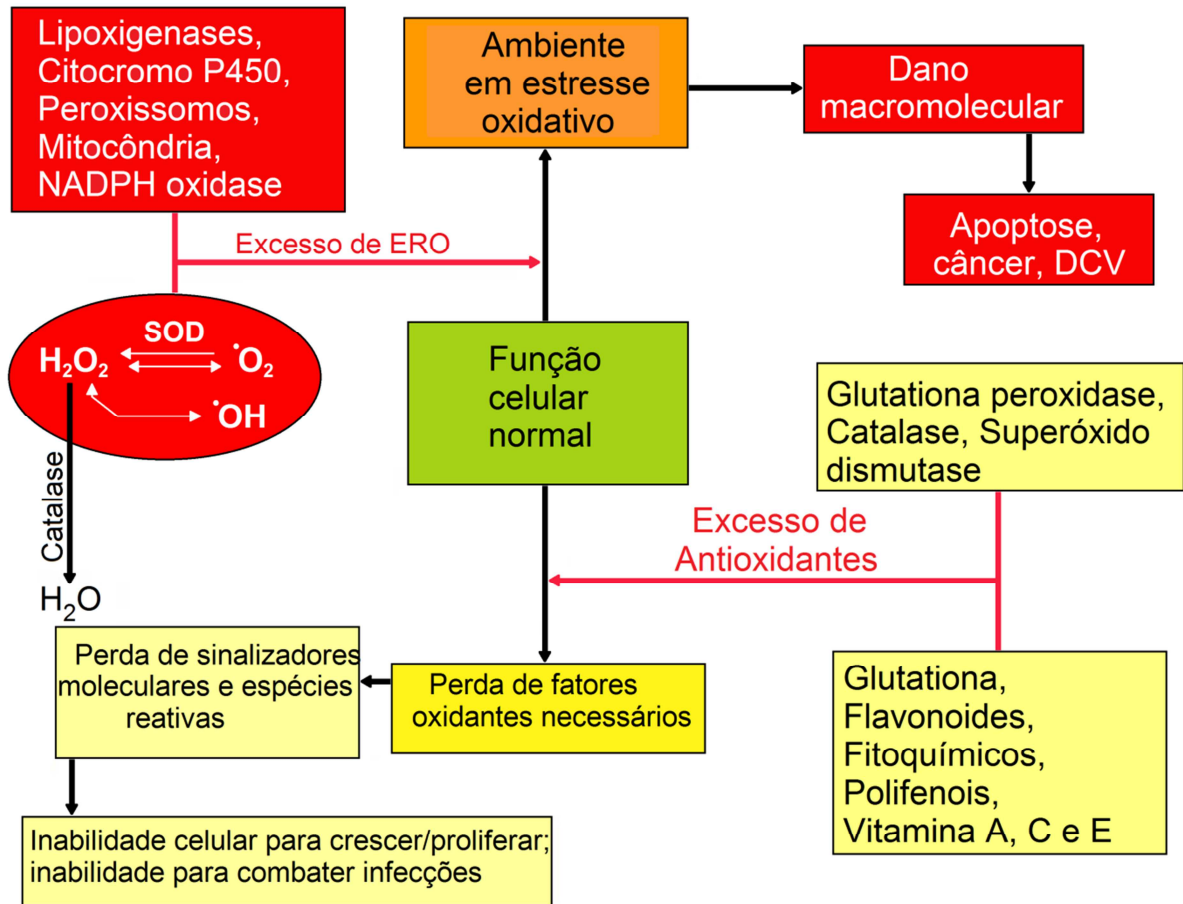 Lipoxigenases,
Citocromo P450,
Peroxissomos,
Mitocôndria,
NADPH oxidase
Ambiente
em estresse
oxidativo
Dano
macromolecular
Apoptose,
câncer, DCV
Excesso de ERO
SOD
H₂O₂
•O₂
•OH
Catalase
H₂O
Função
celular
normal
Glutationa peroxidase,
Catalase, Superóxido
dismutase
Excesso de
Antioxidantes
Perda de sinalizadores
moleculares e espécies
reativas
Perda de fatores
oxidantes necessários
Glutationa,
Flavonoides,
Fitoquímicos,
Polifenois,
Vitamina A, C e E
Inabilidade celular para crescer/proliferar;
inabilidade para combater infecções